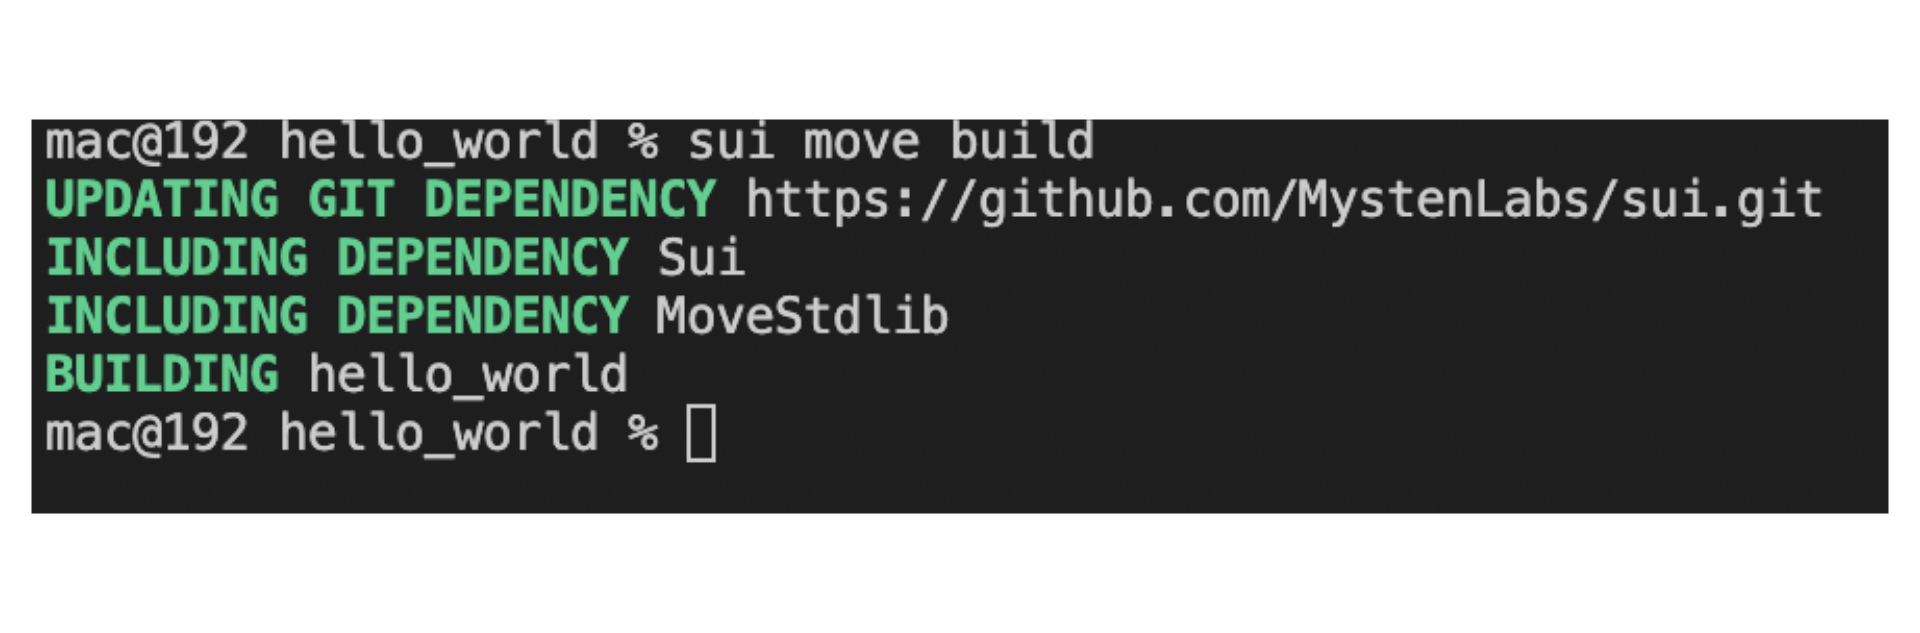 mac@192 hello_world % sui move build
UPDATING GIT DEPENDENCY https://github.com/MystenLabs/sui.git
INCLUDING DEPENDENCY Sui
INCLUDING DEPENDENCY MoveStdlib
BUILDING hello_world
mac@192 hello_world %